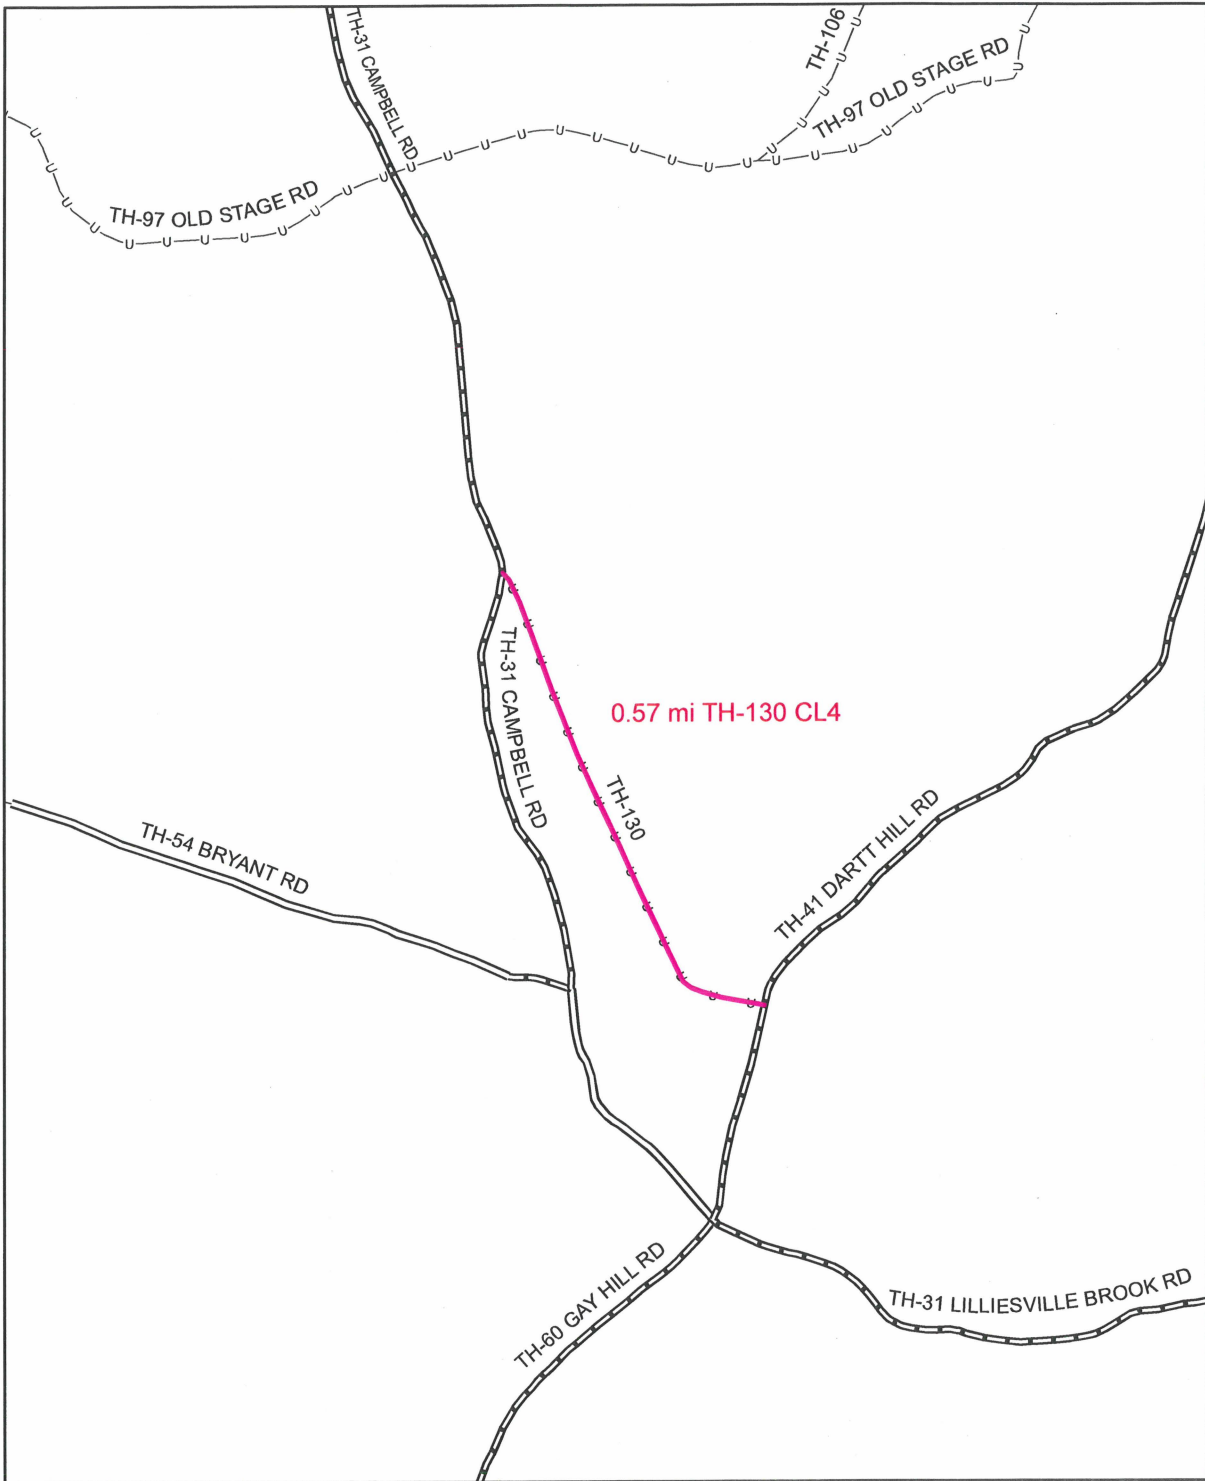 TH-31 CAMPBELL RD
TH-106
TH-97 OLD STAGE RD
TH-97 OLD STAGE RD
TH-31 CAMPBELL RD
0.57 mi TH-130 CL4
TH-130
TH-41 DARTT HILL RD
TH-54 BRYANT RD
TH-60 GAY HILL RD
TH-31 LILLIESVILLE BROOK RD